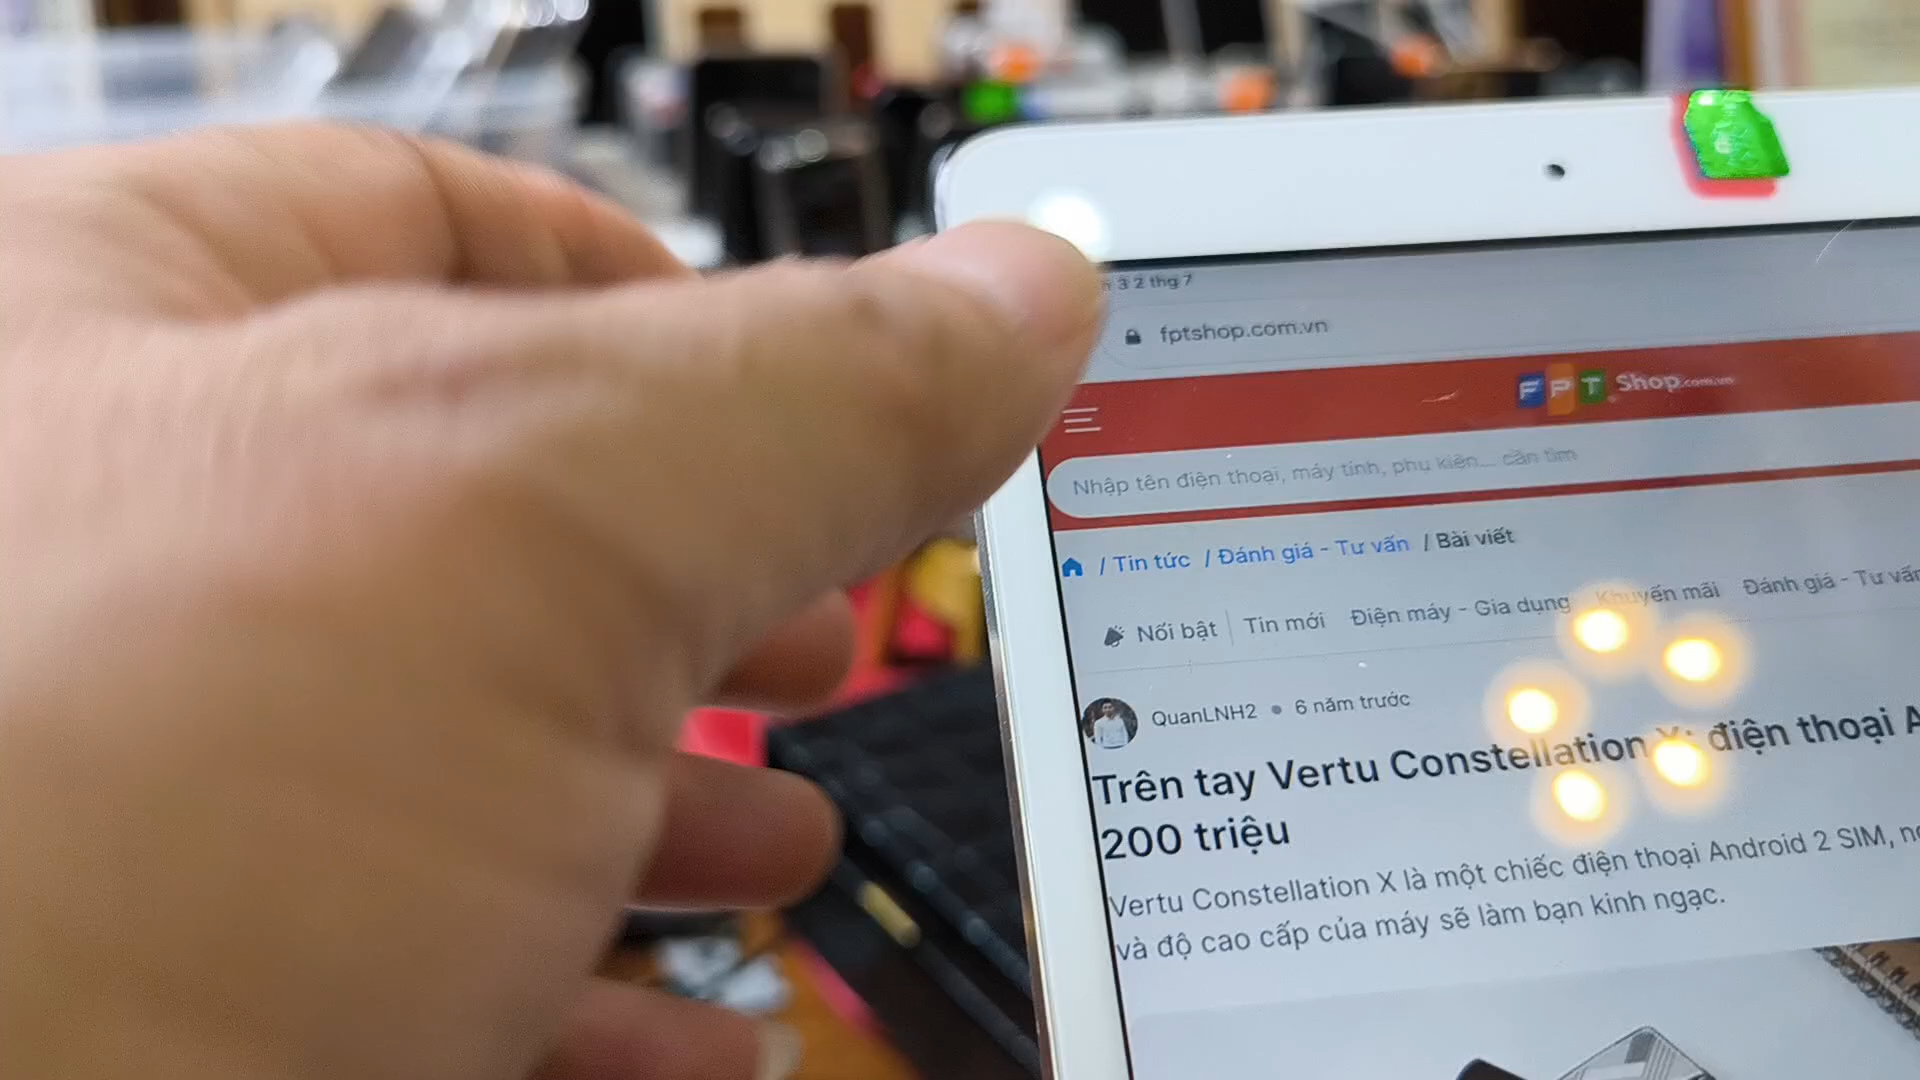 3 2 thg 7
fptshop.com.vn
FPT Shop.com.vn
Nhập tên điện thoại, máy tính, phụ kiện... cần tìm
/ Tin tức / Đánh giá - Tư vấn / Bài viết
Nổi bật Tin mới Điện máy - Gia dụng Khuyến mãi Đánh giá - Tư vấn
QuanLNH2 • 6 năm trước
Trên tay Vertu Constellation X: điện thoại
200 triệu
Vertu Constellation X là một chiếc điện thoại Android 2 SIM,
và độ cao cấp của máy sẽ làm bạn kinh ngạc.